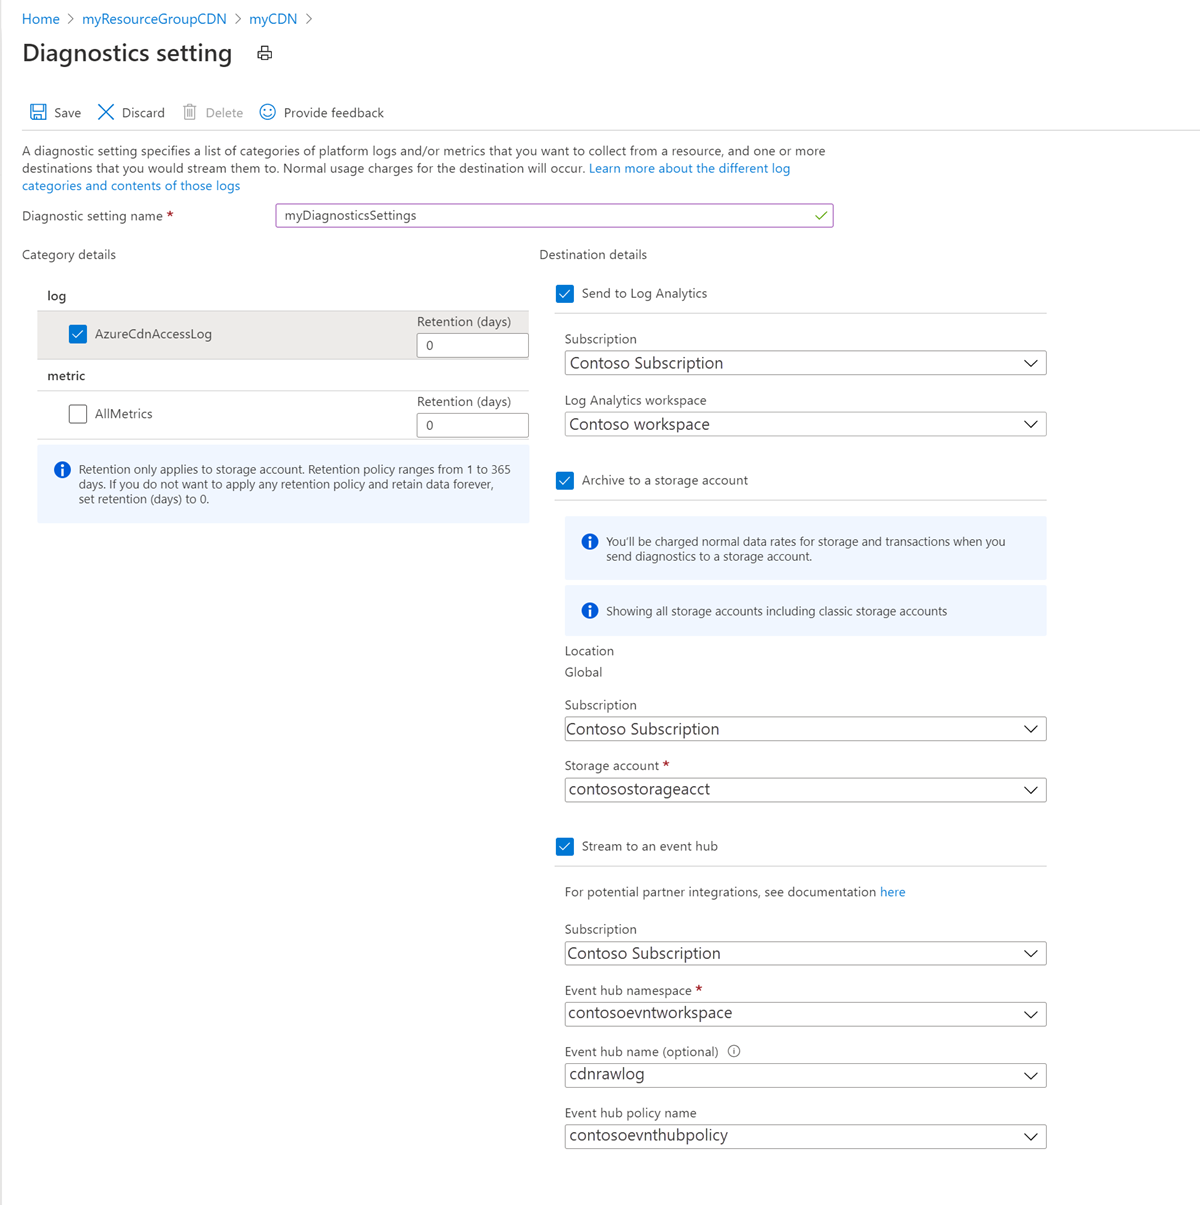 Home > myResourceGroupCDN > myCDN >
Diagnostics setting
Save Discard Delete Provide feedback
A diagnostic setting specifies a list of categories of platform logs and/or metrics that you want to collect from a resource, and one or more
destinations that you would stream them to. Normal usage charges for the destination will occur. Learn more about the different log
categories and contents of those logs
Diagnostic setting name *
myDiagnosticsSettings
Category details
log
AzureCdnAccessLog
Retention (days)
0
metric
AllMetrics
Retention (days)
0
Retention only applies to storage account. Retention policy ranges from 1 to 365
days. If you do not want to apply any retention policy and retain data forever,
set retention (days) to 0.
Destination details
Send to Log Analytics
Subscription
Contoso Subscription
Log Analytics workspace
Contoso workspace
Archive to a storage account
You'll be charged normal data rates for storage and transactions when you
send diagnostics to a storage account.
Showing all storage accounts including classic storage accounts
Location
Global
Subscription
Contoso Subscription
Storage account *
contosostorageacct
Stream to an event hub
For potential partner integrations, see documentation here
Subscription
Contoso Subscription
Event hub namespace *
contosoevntworkspace
Event hub name (optional)
cdnrawlog
Event hub policy name
contosoevnthubpolicy